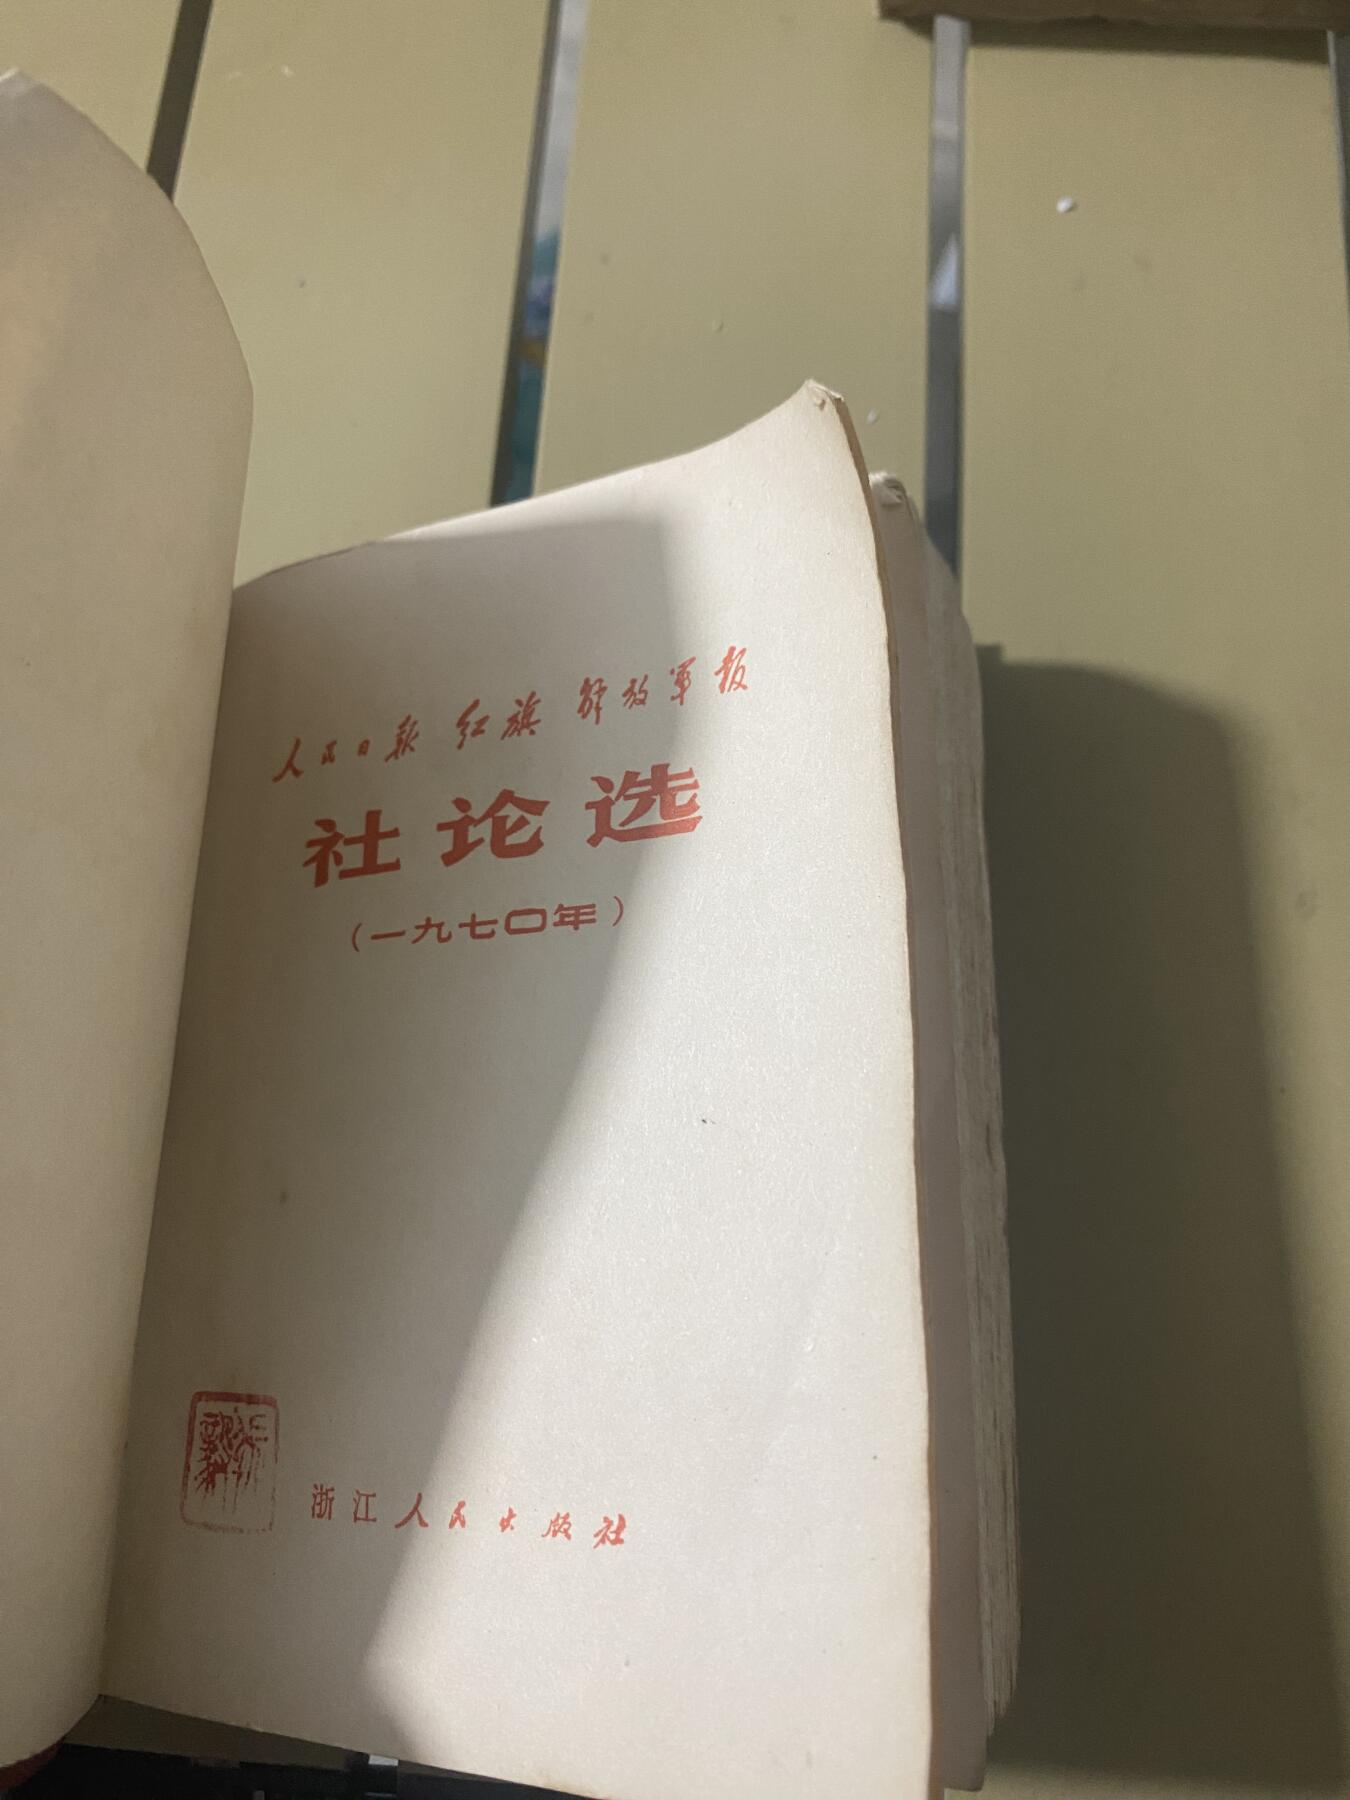 人民日报 红旗 解放军报
社论选
（一九七〇年）
浙江人民出版社